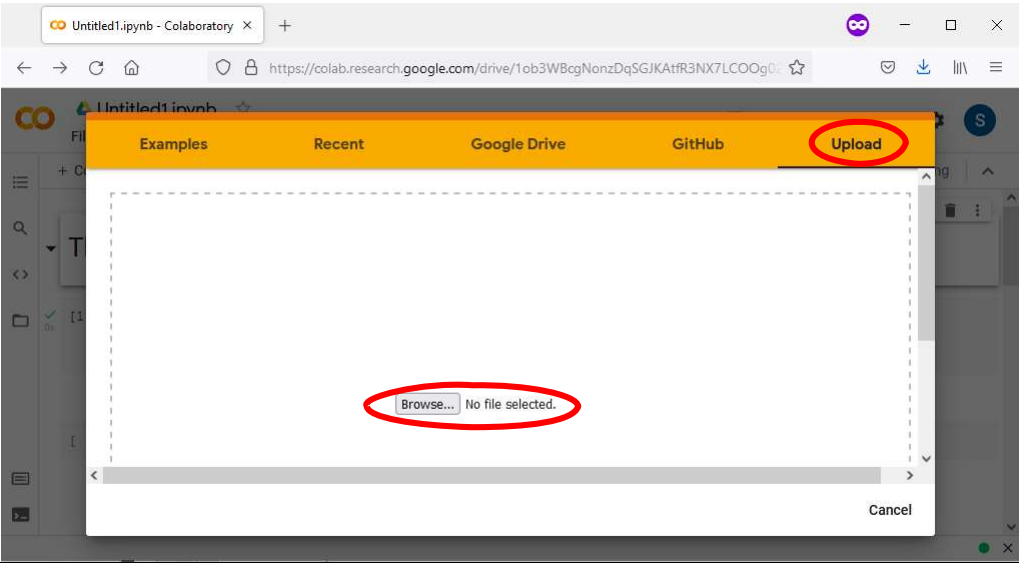 Untitled1.ipynb - Colaboratory
https://colab.research.google.com/drive/1ob3WBcgNonzDqSGJKAtfR3NX7LCOOg0
Untitled1.ipynb
S
Examples Recent Google Drive GitHub Upload
Browse... No file selected.
Cancel